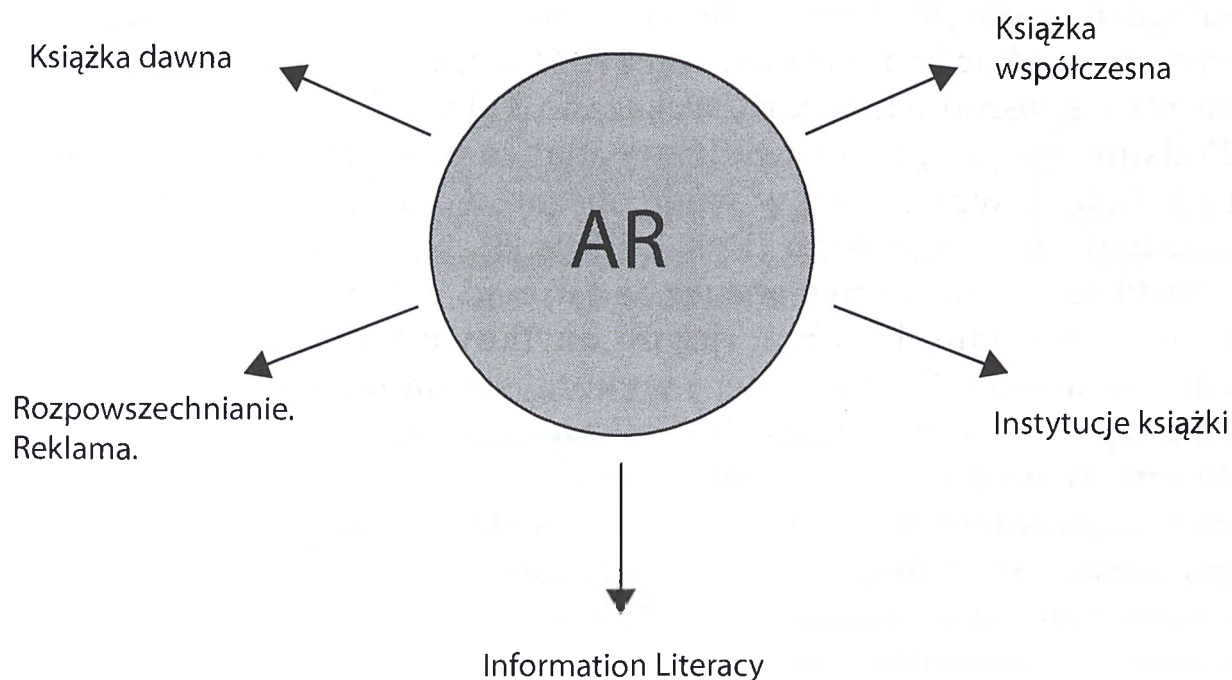 Książka dawna
Książka
współczesna
AR
Rozpowszechnianie.
Reklama.
Instytucje książki
Information Literacy